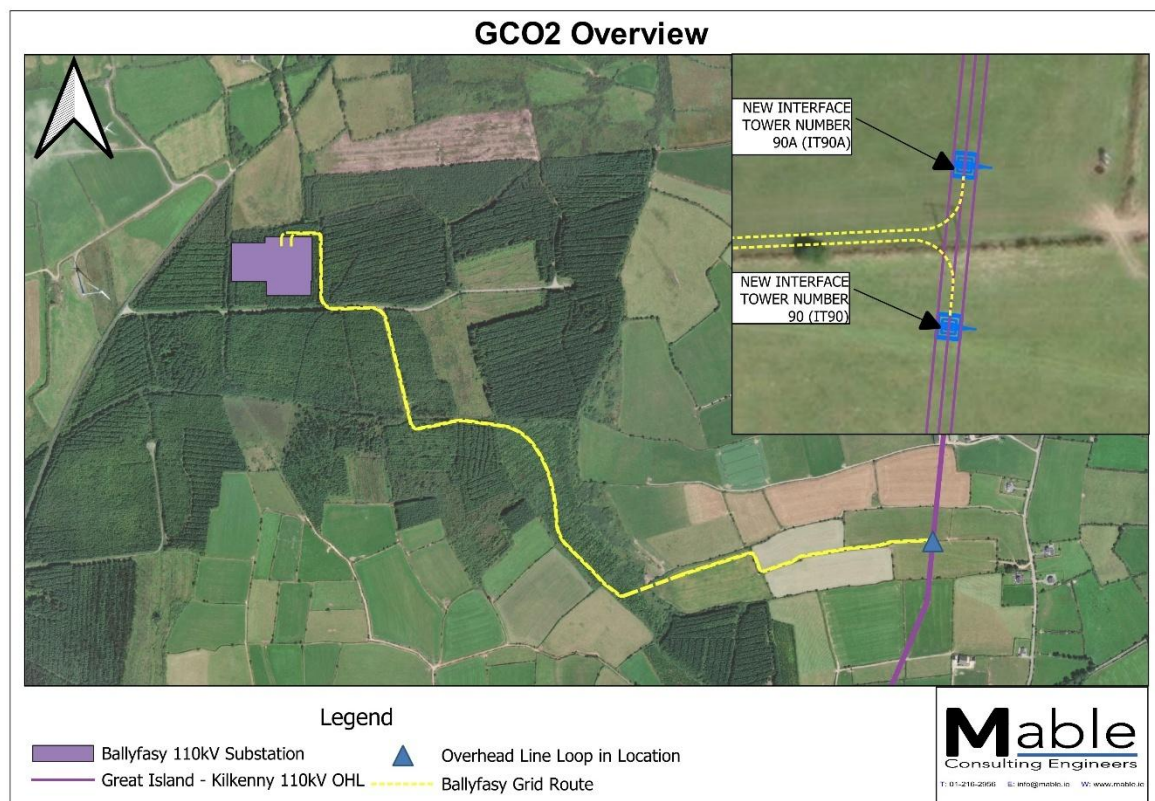 GCO2 Overview
NEW INTERFACE
TOWER NUMBER
90A (IT90A)
NEW INTERFACE
TOWER NUMBER
90 (IT90)
Legend
Ballyfasy 110kV Substation
Overhead Line Loop in Location
Great Island - Kilkenny 110kV OHL
Ballyfasy Grid Route
Mable
Consulting Engineers
T: 01-216-2956 E: info@mable.ie W: www.mable.ie